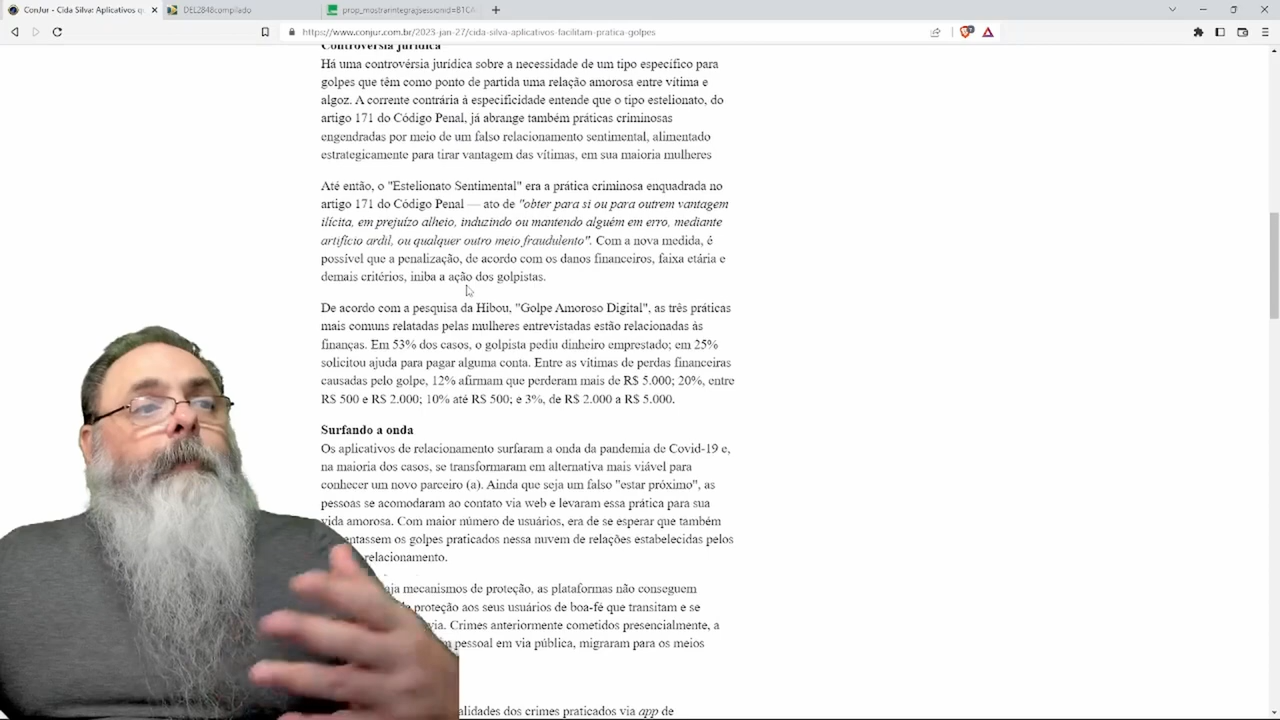 ConJur - Cida Silva: Aplicativos q
DEL2848compilado
prop_mostrarintegra;jsessionid=B1C
https://www.conjur.com.br/2023-jan-27/cida-silva-aplicativos-facilitam-pratica-golpes
Controvérsia jurídica
Há uma controvérsia jurídica sobre a necessidade de um tipo específico para
golpes que têm como ponto de partida uma relação amorosa entre vítima e
algoz. A corrente contrária à especificidade entende que o tipo estelionato, do
artigo 171 do Código Penal, já abrange também práticas criminosas
engendradas por meio de um falso relacionamento sentimental, alimentado
estrategicamente para tirar vantagem das vítimas, em sua maioria mulheres
Até então, o "Estelionato Sentimental" era a prática criminosa enquadrada no
artigo 171 do Código Penal — ato de "obter para si ou para outrem vantagem
ilícita, em prejuízo alheio, induzindo ou mantendo alguém em erro, mediante
artifício ardil, ou qualquer outro meio fraudulento". Com a nova medida, é
possível que a penalização, de acordo com os danos financeiros, faixa etária e
demais critérios, iniba a ação dos golpistas.
De acordo com a pesquisa da Hibou, "Golpe Amoroso Digital", as três práticas
mais comuns relatadas pelas mulheres entrevistadas estão relacionadas às
finanças. Em 53% dos casos, o golpista pediu dinheiro emprestado; em 25%
solicitou ajuda para pagar alguma conta. Entre as vítimas de perdas financeiras
causadas pelo golpe, 12% afirmam que perderam mais de R$ 5.000; 20%, entre
R$ 500 e R$ 2.000; 10% até R$ 500; e 3%, de R$ 2.000 a R$ 5.000.
Surfando a onda
Os aplicativos de relacionamento surfaram a onda da pandemia de Covid-19 e,
na maioria dos casos, se transformaram em alternativa mais viável para
conhecer um novo parceiro (a). Ainda que seja um falso "estar próximo", as
pessoas se acomodaram ao contato via web e levaram essa prática para sua
vida amorosa. Com maior número de usuários, era de se esperar que também
entassem os golpes praticados nessa nuvem de relações estabelecidas pelos
relacionamento.
aja mecanismos de proteção, as plataformas não conseguem
proteção aos seus usuários de boa-fé que transitam e se
via. Crimes anteriormente cometidos presencialmente, a
m pessoal em via pública, migraram para os meios
alidades dos crimes praticados via app de